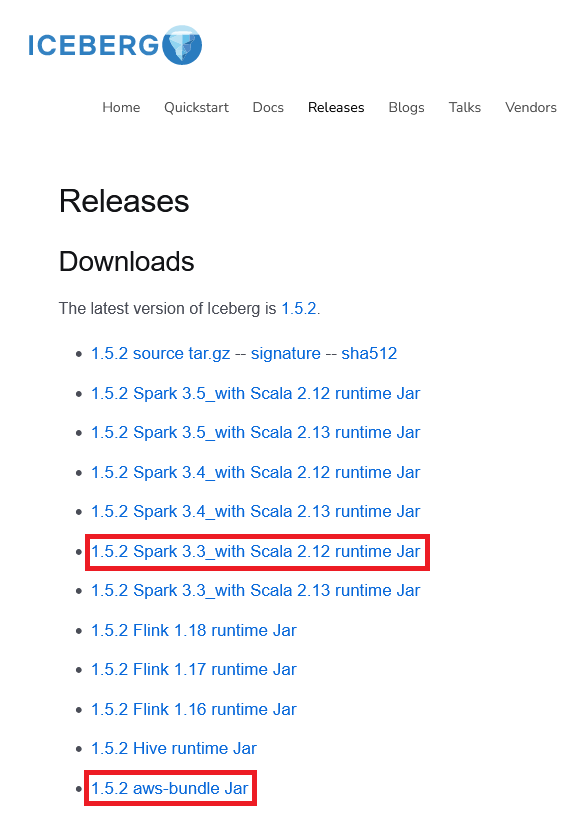 ICEBERG
Home Quickstart Docs Releases Blogs Talks Vendors
Releases
Downloads
The latest version of Iceberg is 1.5.2.
1.5.2 source tar.gz -- signature -- sha512
1.5.2 Spark 3.5_with Scala 2.12 runtime Jar
1.5.2 Spark 3.5_with Scala 2.13 runtime Jar
1.5.2 Spark 3.4_with Scala 2.12 runtime Jar
1.5.2 Spark 3.4_with Scala 2.13 runtime Jar
1.5.2 Spark 3.3_with Scala 2.12 runtime Jar
1.5.2 Spark 3.3_with Scala 2.13 runtime Jar
1.5.2 Flink 1.18 runtime Jar
1.5.2 Flink 1.17 runtime Jar
1.5.2 Flink 1.16 runtime Jar
1.5.2 Hive runtime Jar
1.5.2 aws-bundle Jar